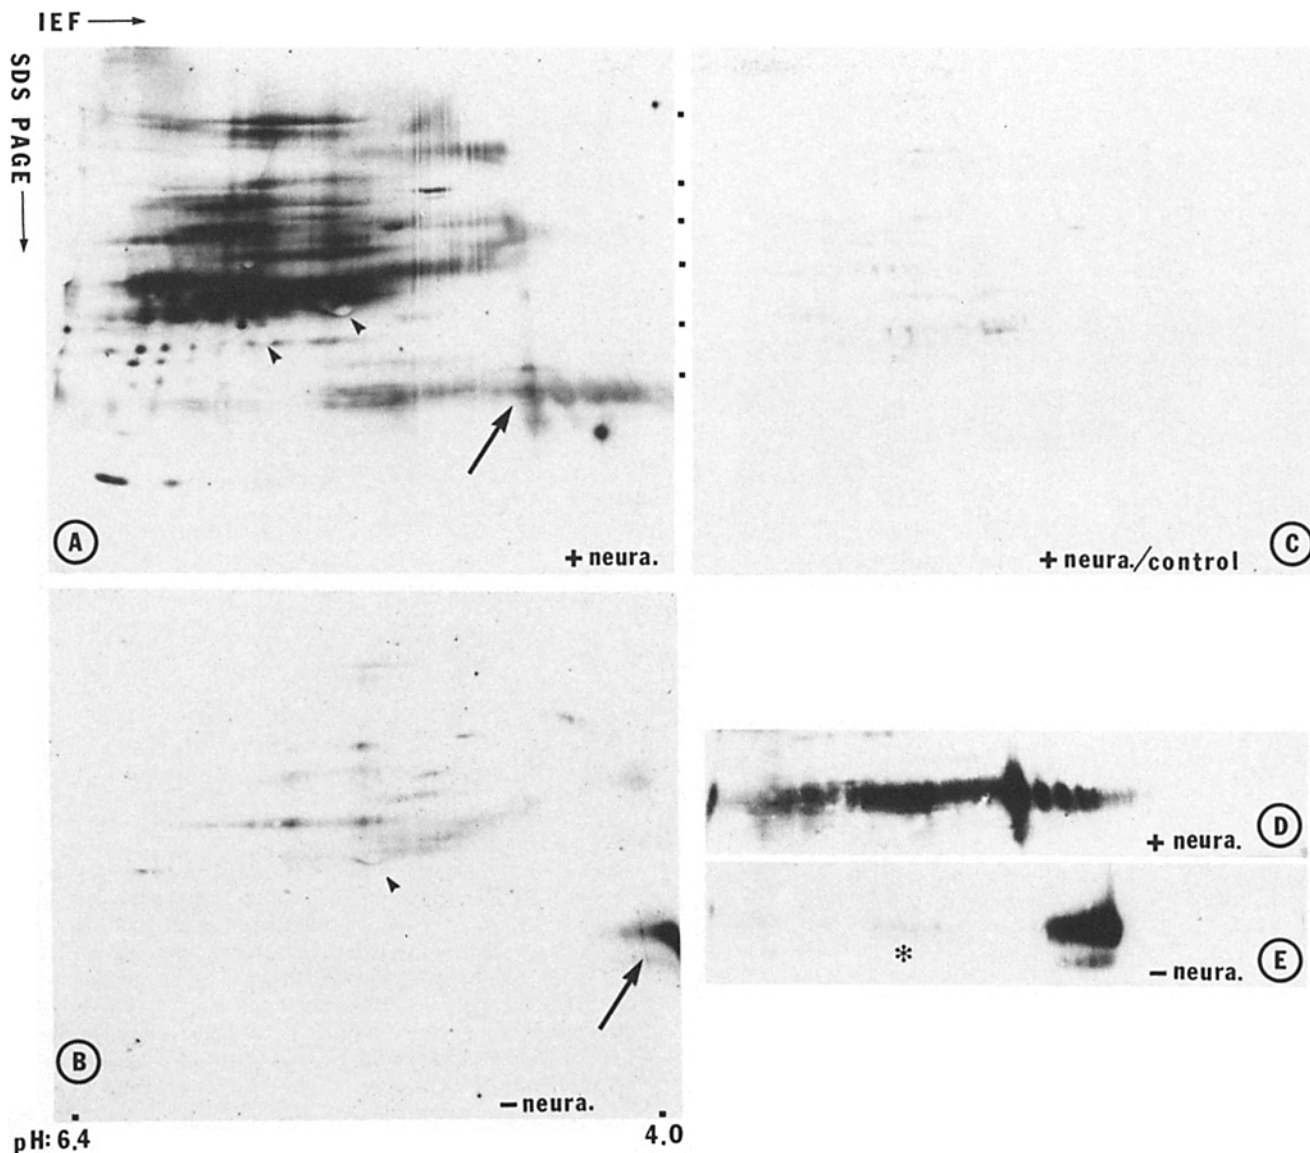 IEF
SDS PAGE
A
+ neura.
C
+ neura./control
B
- neura.
pH: 6.4
4.0
+ neura.
D
*
- neura.
E